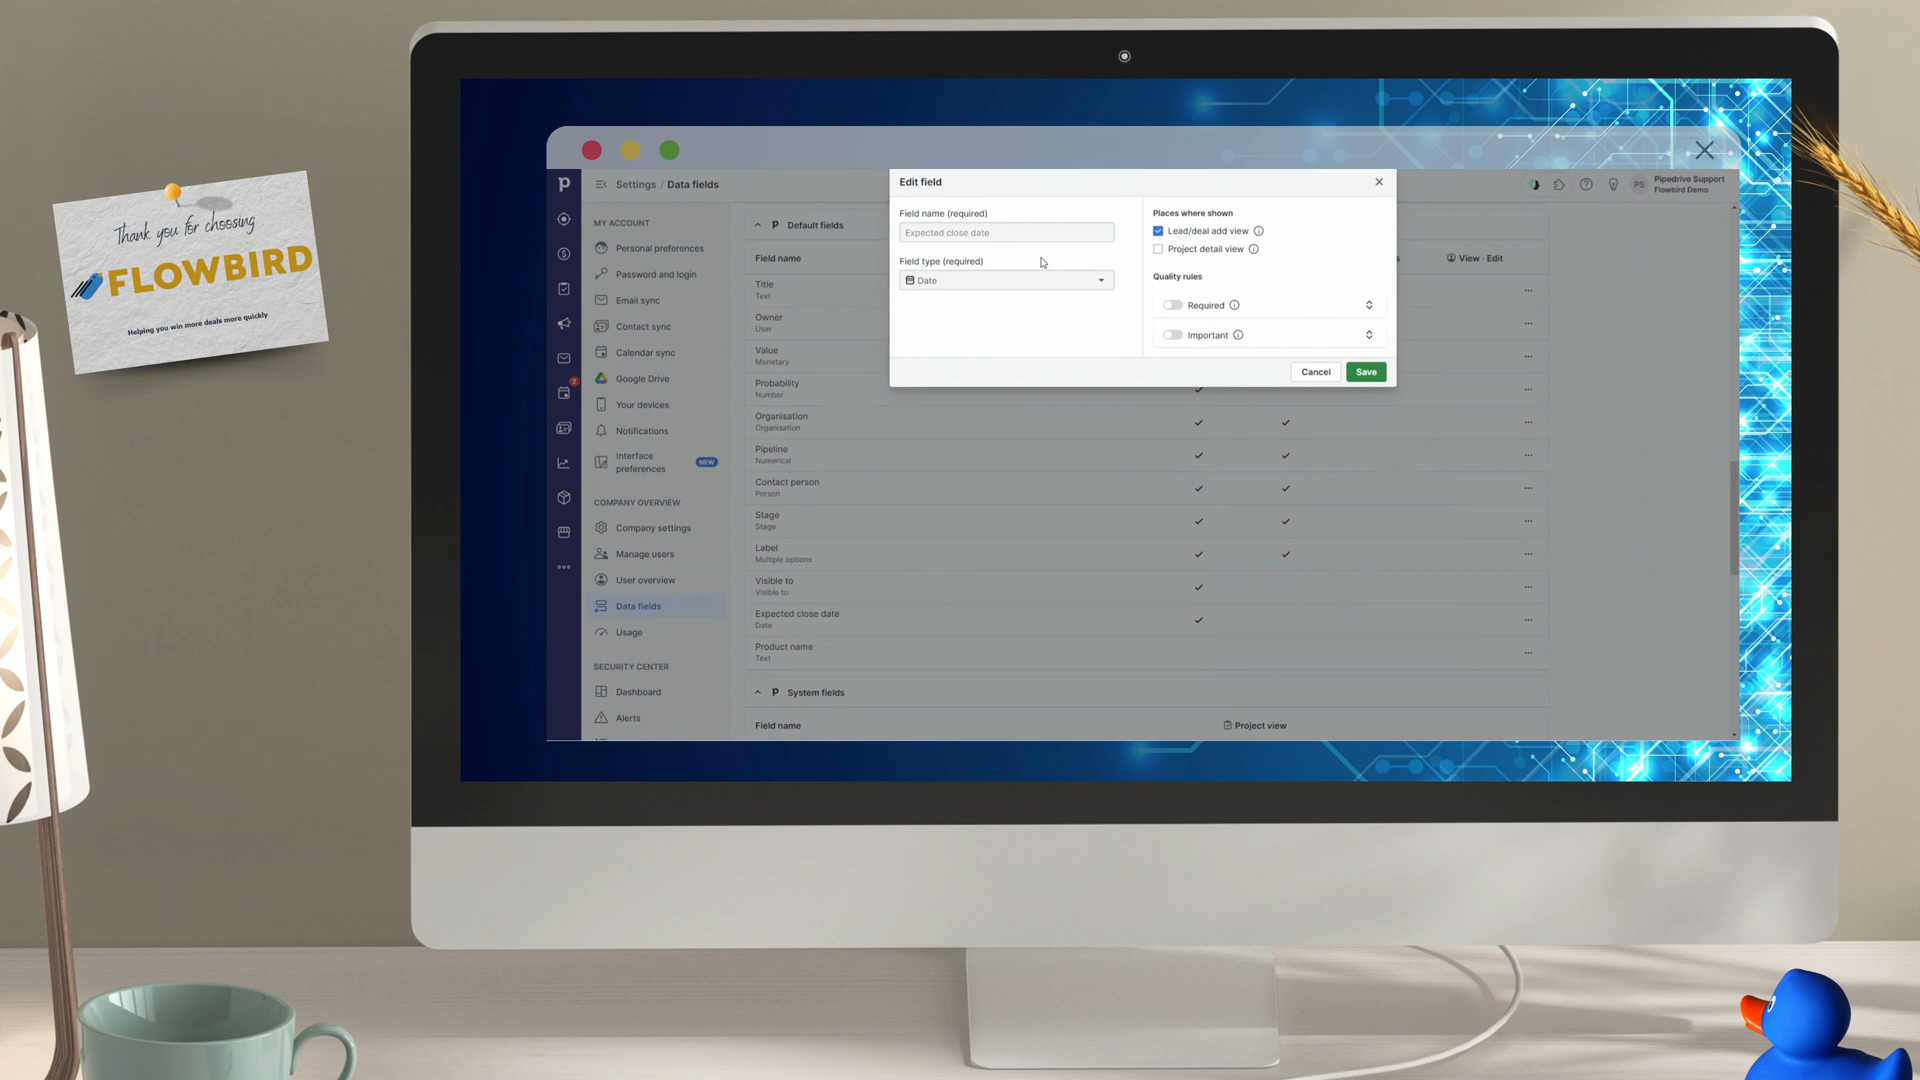 Thank you for choosing
FLOWBIRD
Helping you win more deals more quickly
Settings / Data fields
Pipedrive Support
Flowbird Demo
PS
MY ACCOUNT
Personal preferences
Password and login
Email sync
Contact sync
Calendar sync
Google Drive
Your devices
Notifications
Interface preferences
NEW
COMPANY OVERVIEW
Company settings
Manage users
User overview
Data fields
Usage
SECURITY CENTER
Dashboard
Alerts
Default fields
Field name
View - Edit
Title
Text
Owner
User
Value
Monetary
Probability
Number
Organisation
Organisation
Pipeline
Numerical
Contact person
Person
Stage
Stage
Label
Multiple options
Visible to
Visible to
Expected close date
Date
Product name
Text
System fields
Field name
Project view
Edit field
Field name (required)
Expected close date
Field type (required)
Date
Places where shown
Lead/deal add view
Project detail view
Quality rules
Required
Important
Cancel
Save